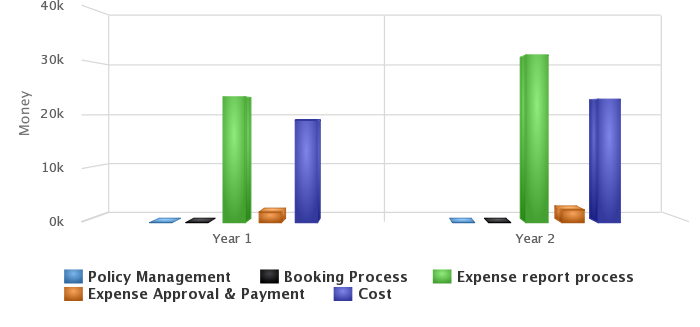 40k
30k
20k
10k
0k
Money
Year 1
Year 2
Policy Management
Booking Process
Expense report process
Expense Approval & Payment
Cost